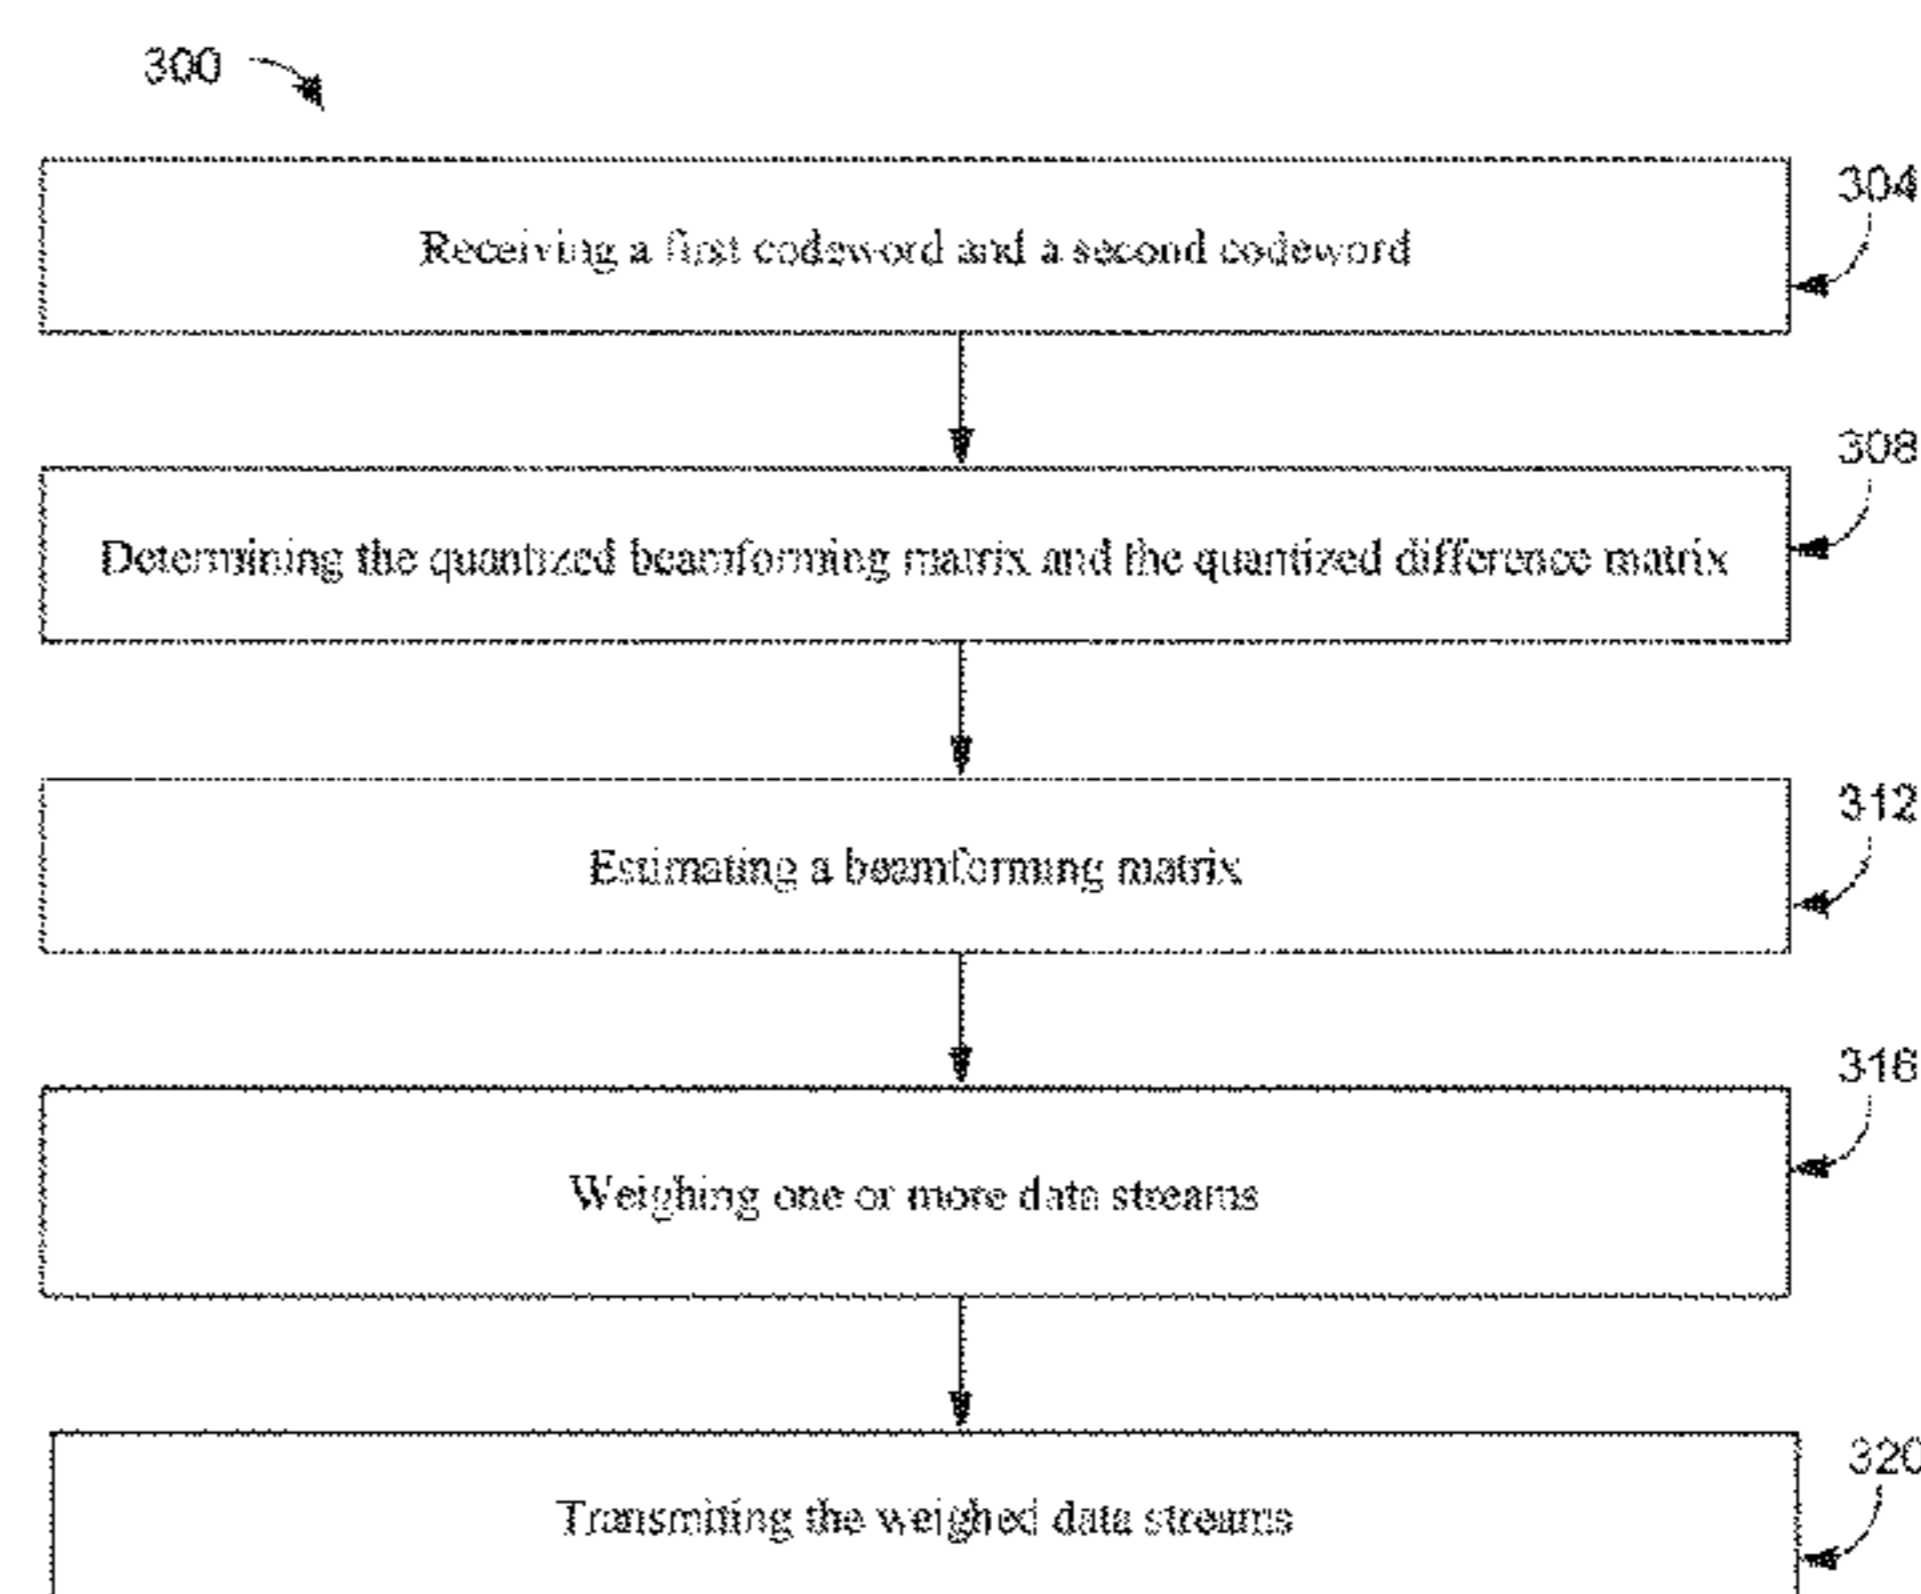 300
304
Receiving a first codeword and a second codeword
308
Determining the quantized beamforming matrix and the quantized difference matrix
312
Estimating a beamforming matrix
316
Weighing one or more data streams
320
Transmitting the weighed data streams